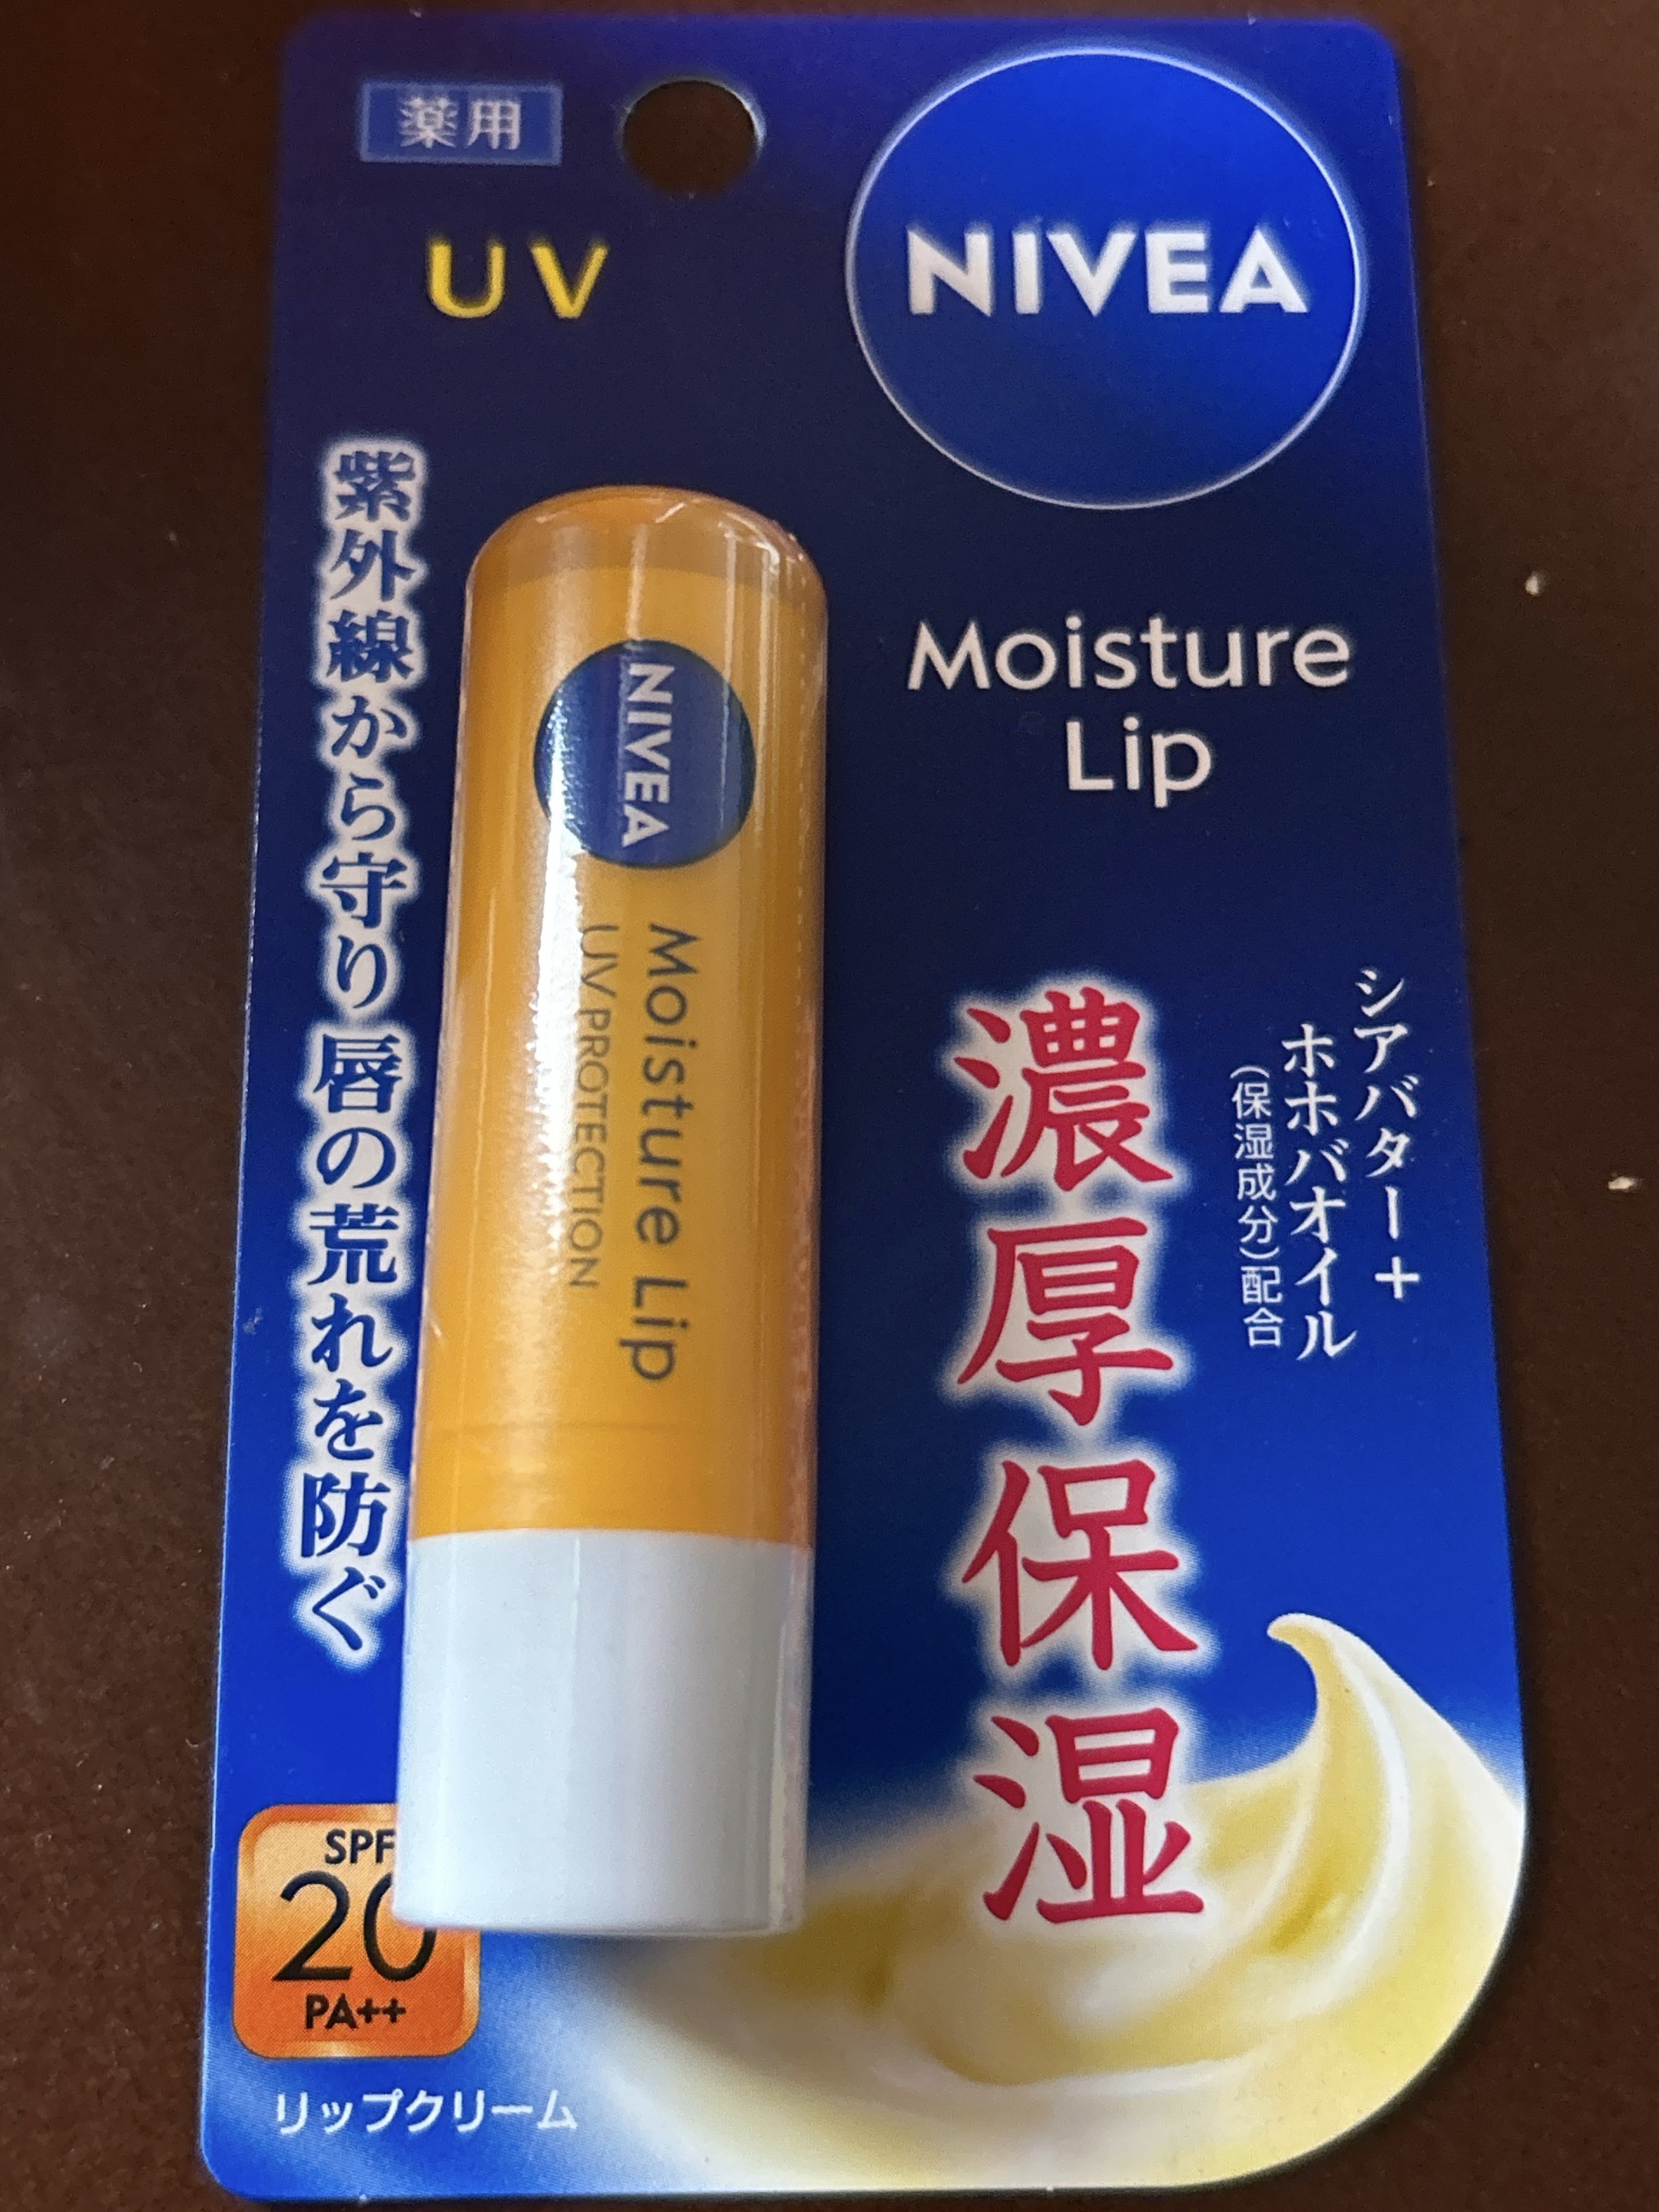 薬用
UV
NIVEA
Moisture
Lip
シアバター+
ホホバオイル
(保湿成分)配合
濃厚保湿
紫外線から守り 唇の荒れを防ぐ
NIVEA
Moisture Lip
UV PROTECTION
SPF
20
PA++
リップクリーム